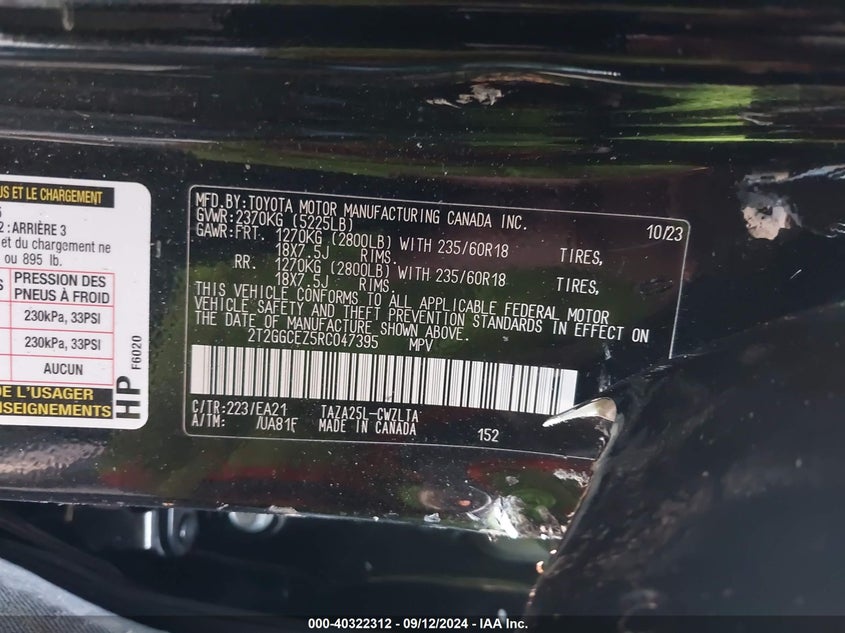 US ET LE CHARGEMENT
2 : ARRIÈRE 3
et du chargement ne
ou 895 lb.
PRESSION DES
PNEUS À FROID
230kPa, 33PSI
230kPa, 33PSI
AUCUN
DE L'USAGER
HP
F6020
MFD.BY:TOYOTA MOTOR MANUFACTURING CANADA INC.
10/23
GVWR:2370KG (5225LB)
GAWR:FRT. 1270KG (2800LB) WITH 235/60R18 TIRES,
18X7.5J RIMS.
RR. 1270KG (2800LB) WITH 235/60R18 TIRES,
18X7.5J RIMS.
THIS VEHICLE CONFORMS TO ALL APPLICABLE FEDERAL MOTOR
VEHICLE SAFETY AND THEFT PREVENTION STANDARDS IN EFFECT ON
THE DATE OF MANUFACTURE SHOWN ABOVE.
2T2GGCEZ5RC047395 MPV
C/TR:223/EA21 TAZA25L-CWZLTA
A/TM: /UA81F MADE IN CANADA 152
000-40322312 - 09/12/2024 - IAA Inc.